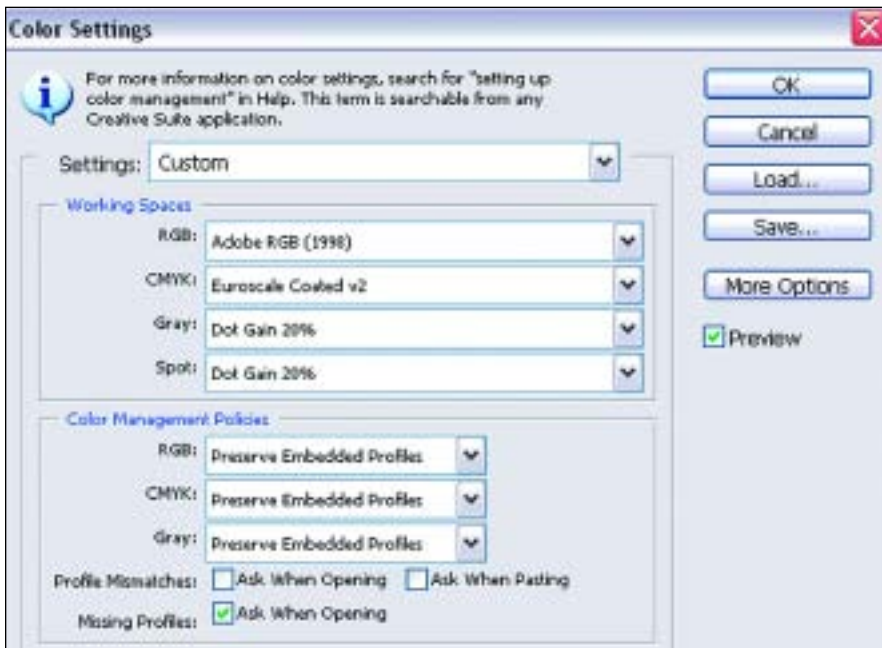 Color Settings
For more information on color settings, search for "setting up
color management" in Help. This term is searchable from any
Creative Suite application.
Settings: Custom
Working Spaces
RGB: Adobe RGB (1998)
CMYK: Euroscale Coated v2
Gray: Dot Gain 20%
Spot: Dot Gain 20%
Color Management Policies
RGB: Preserve Embedded Profiles
CMYK: Preserve Embedded Profiles
Gray: Preserve Embedded Profiles
Profile Mismatches: Ask When Opening Ask When Pasting
Missing Profiles: Ask When Opening
OK
Cancel
Load...
Save...
More Options
Preview